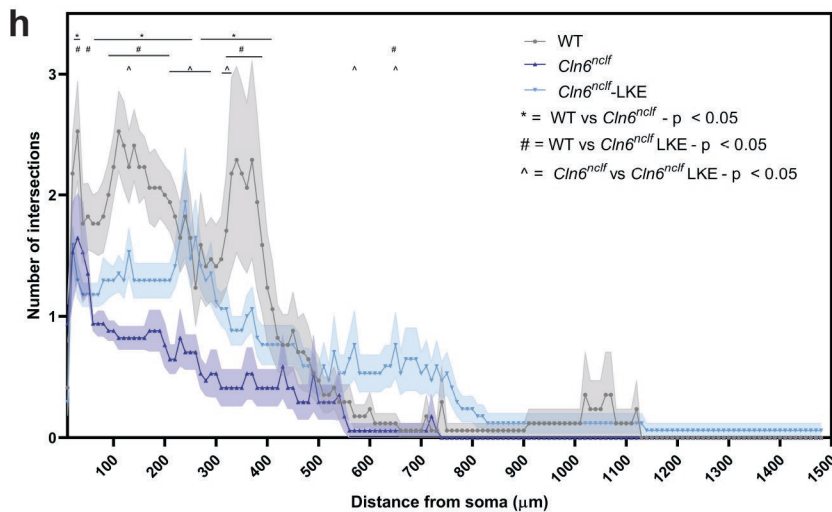 h
* * *
# # # # #
^ ^ ^ ^ ^
WT
Cln6nclf
Cln6nclf-LKE
* = WT vs Cln6nclf - p < 0.05
# = WT vs Cln6nclf LKE - p < 0.05
^ = Cln6nclf vs Cln6nclf LKE - p < 0.05
Number of intersections
3
2
1
0
100 200 300 400 500 600 700 800 900 1000 1100 1200 1300 1400 1500
Distance from soma (μm)